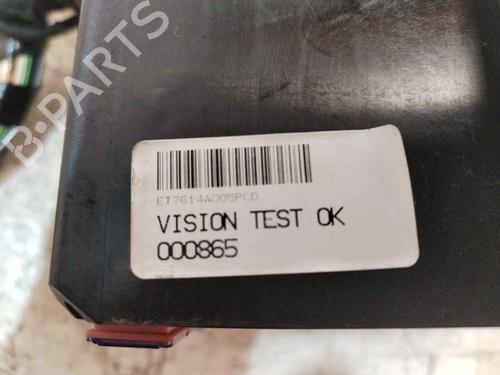 B-PARTS
ET7614A005PCD
VISION TEST OK
000865